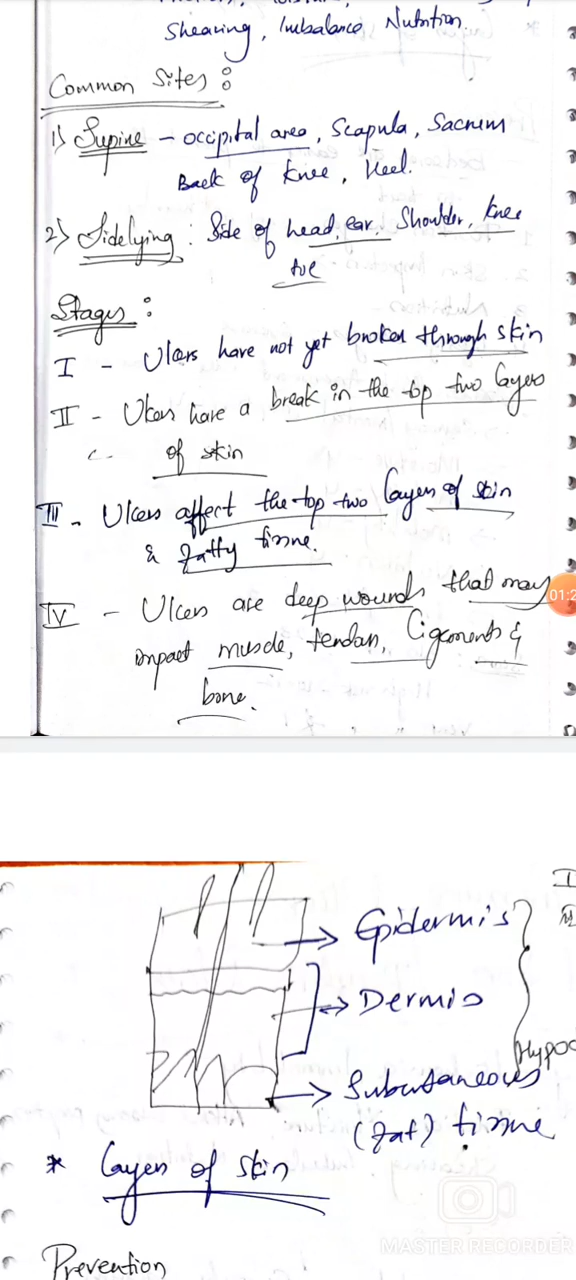 Shearing, Imbalance Nutrition.
Common Sites :
1) Supine - occipital area, Scapula, Sacrum
Back of knee, Heel.
2) Sidelying : Side of head, ear, Shoulder, knee
toe
Stages :
I - Ulcers have not yet broken through skin
II - Ulcers have a break in the top two layers
of skin
III - Ulcers affect the top two layers of skin
& fatty tissue.
IV - Ulcers are deep wounds that may
impact muscle, tendon, ligaments &
bone.
01:2
I
Epidermis
Dermis
Hypod
Subcutaneous
(fat) tissue
* Layers of skin
MASTER RECORDER
Prevention